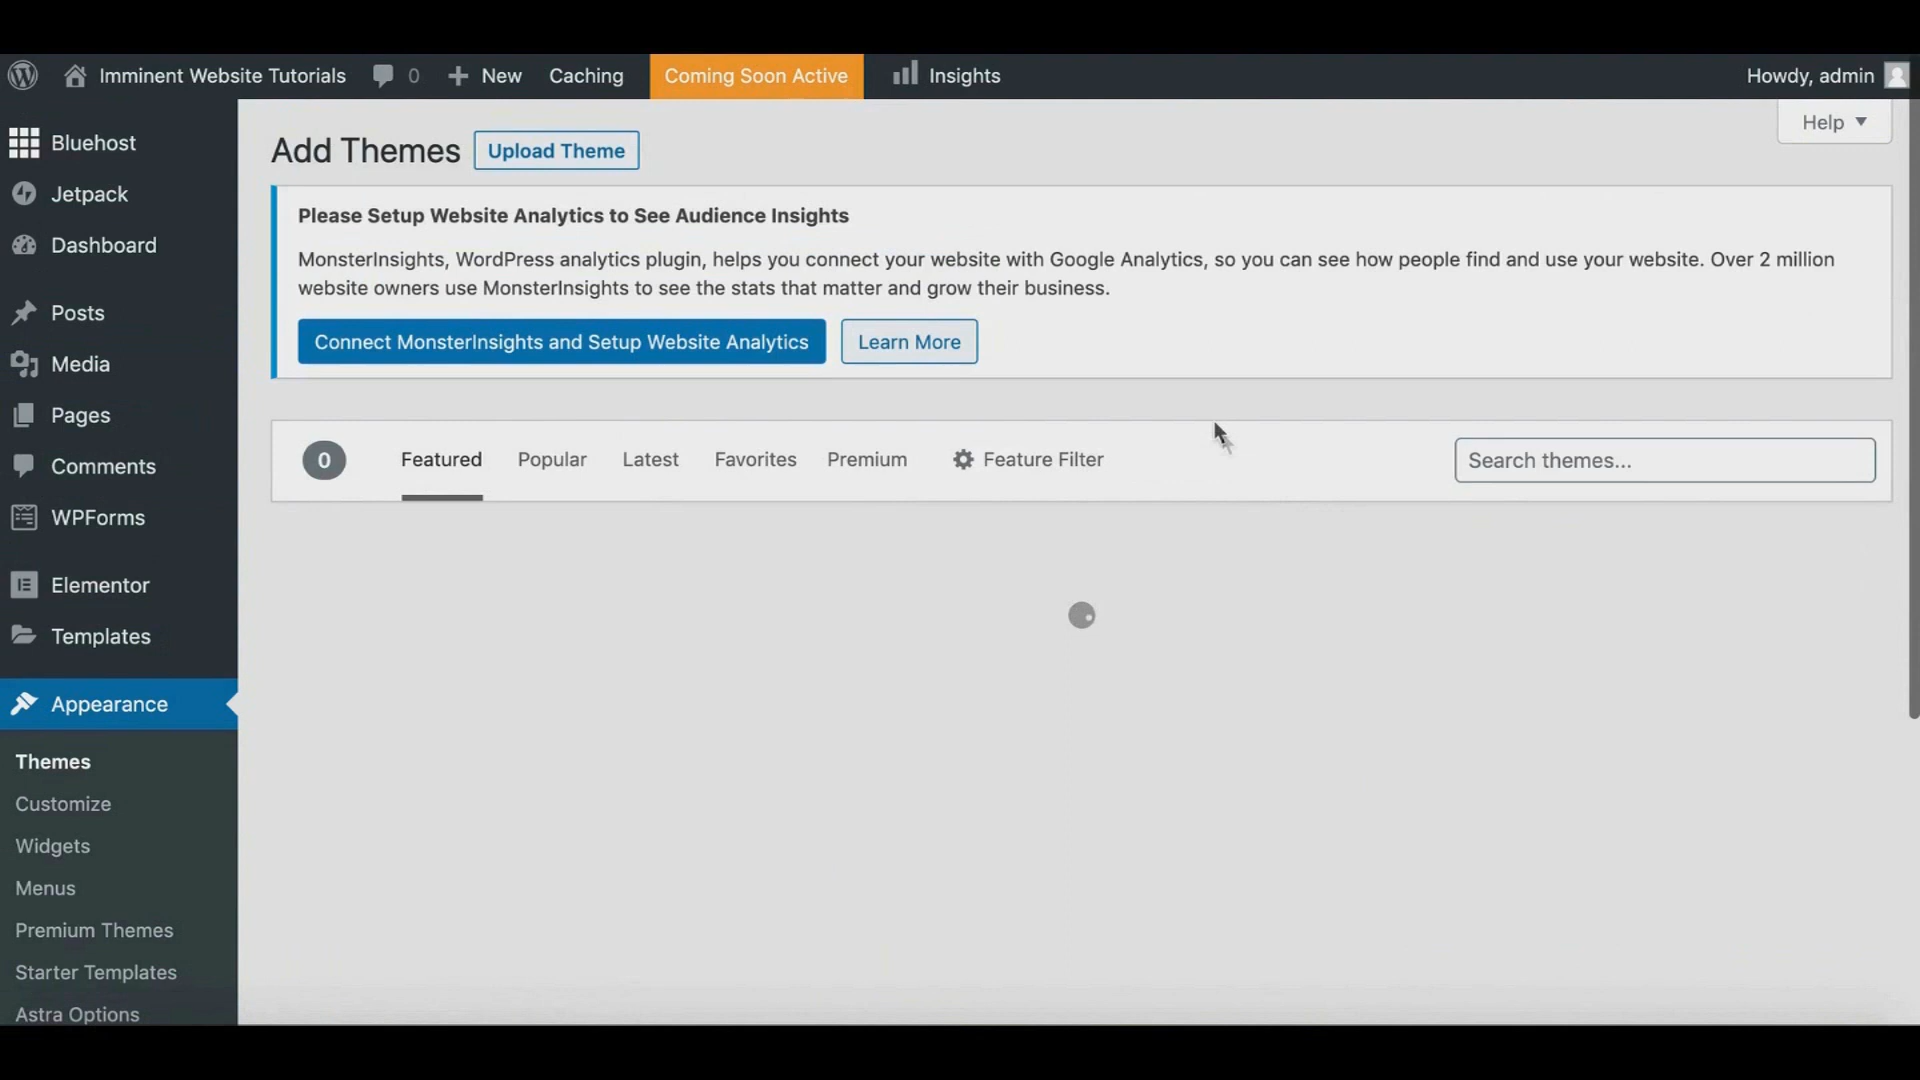 Imminent Website Tutorials 0 New Caching Coming Soon Active Insights Howdy, admin
Bluehost
Jetpack
Dashboard
Posts
Media
Pages
Comments
WPForms
Elementor
Templates
Appearance
Themes
Customize
Widgets
Menus
Premium Themes
Starter Templates
Astra Options
Help
Add Themes Upload Theme
Please Setup Website Analytics to See Audience Insights
MonsterInsights, WordPress analytics plugin, helps you connect your website with Google Analytics, so you can see how people find and use your website. Over 2 million
website owners use MonsterInsights to see the stats that matter and grow their business.
Connect MonsterInsights and Setup Website Analytics Learn More
0 Featured Popular Latest Favorites Premium Feature Filter Search themes...